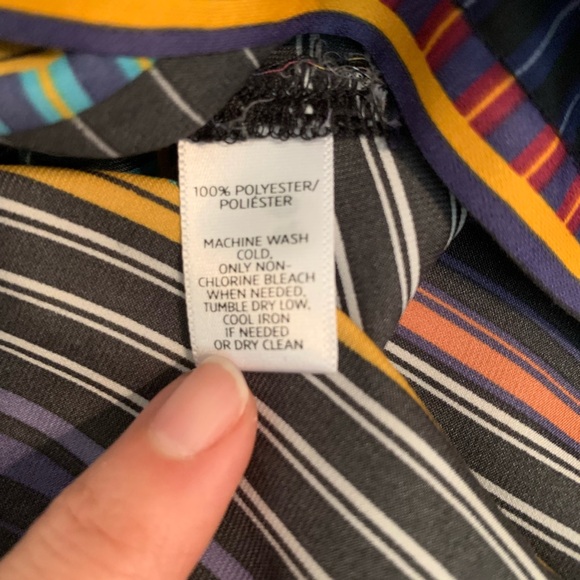 100% POLYESTER/
POLIÉSTER
MACHINE WASH
COLD,
ONLY NON-
CHLORINE BLEACH
WHEN NEEDED,
TUMBLE DRY LOW,
COOL IRON
IF NEEDED
OR DRY CLEAN